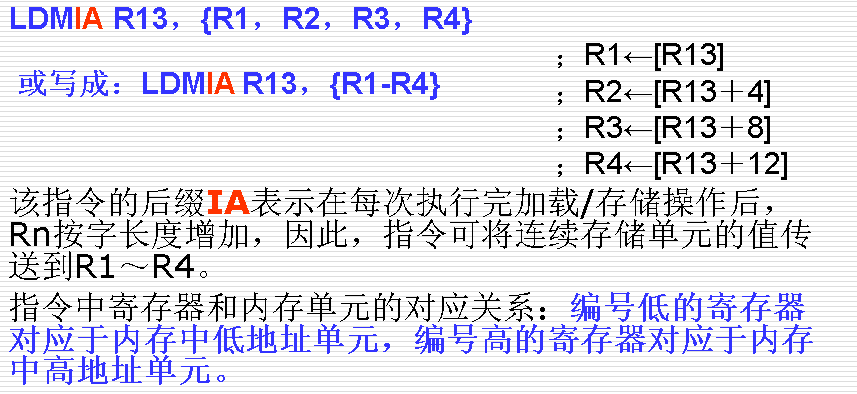 LDMIA R13，{R1，R2，R3，R4}
；R1←[R13]
或写成：LDMIA R13，{R1-R4}
；R2←[R13＋4]
；R3←[R13＋8]
；R4←[R13＋12]
该指令的后缀IA表示在每次执行完加载/存储操作后，
Rn按字长度增加，因此，指令可将连续存储单元的值传
送到R1～R4。
指令中寄存器和内存单元的对应关系：编号低的寄存器
对应于内存中低地址单元，编号高的寄存器对应于内存
中高地址单元。